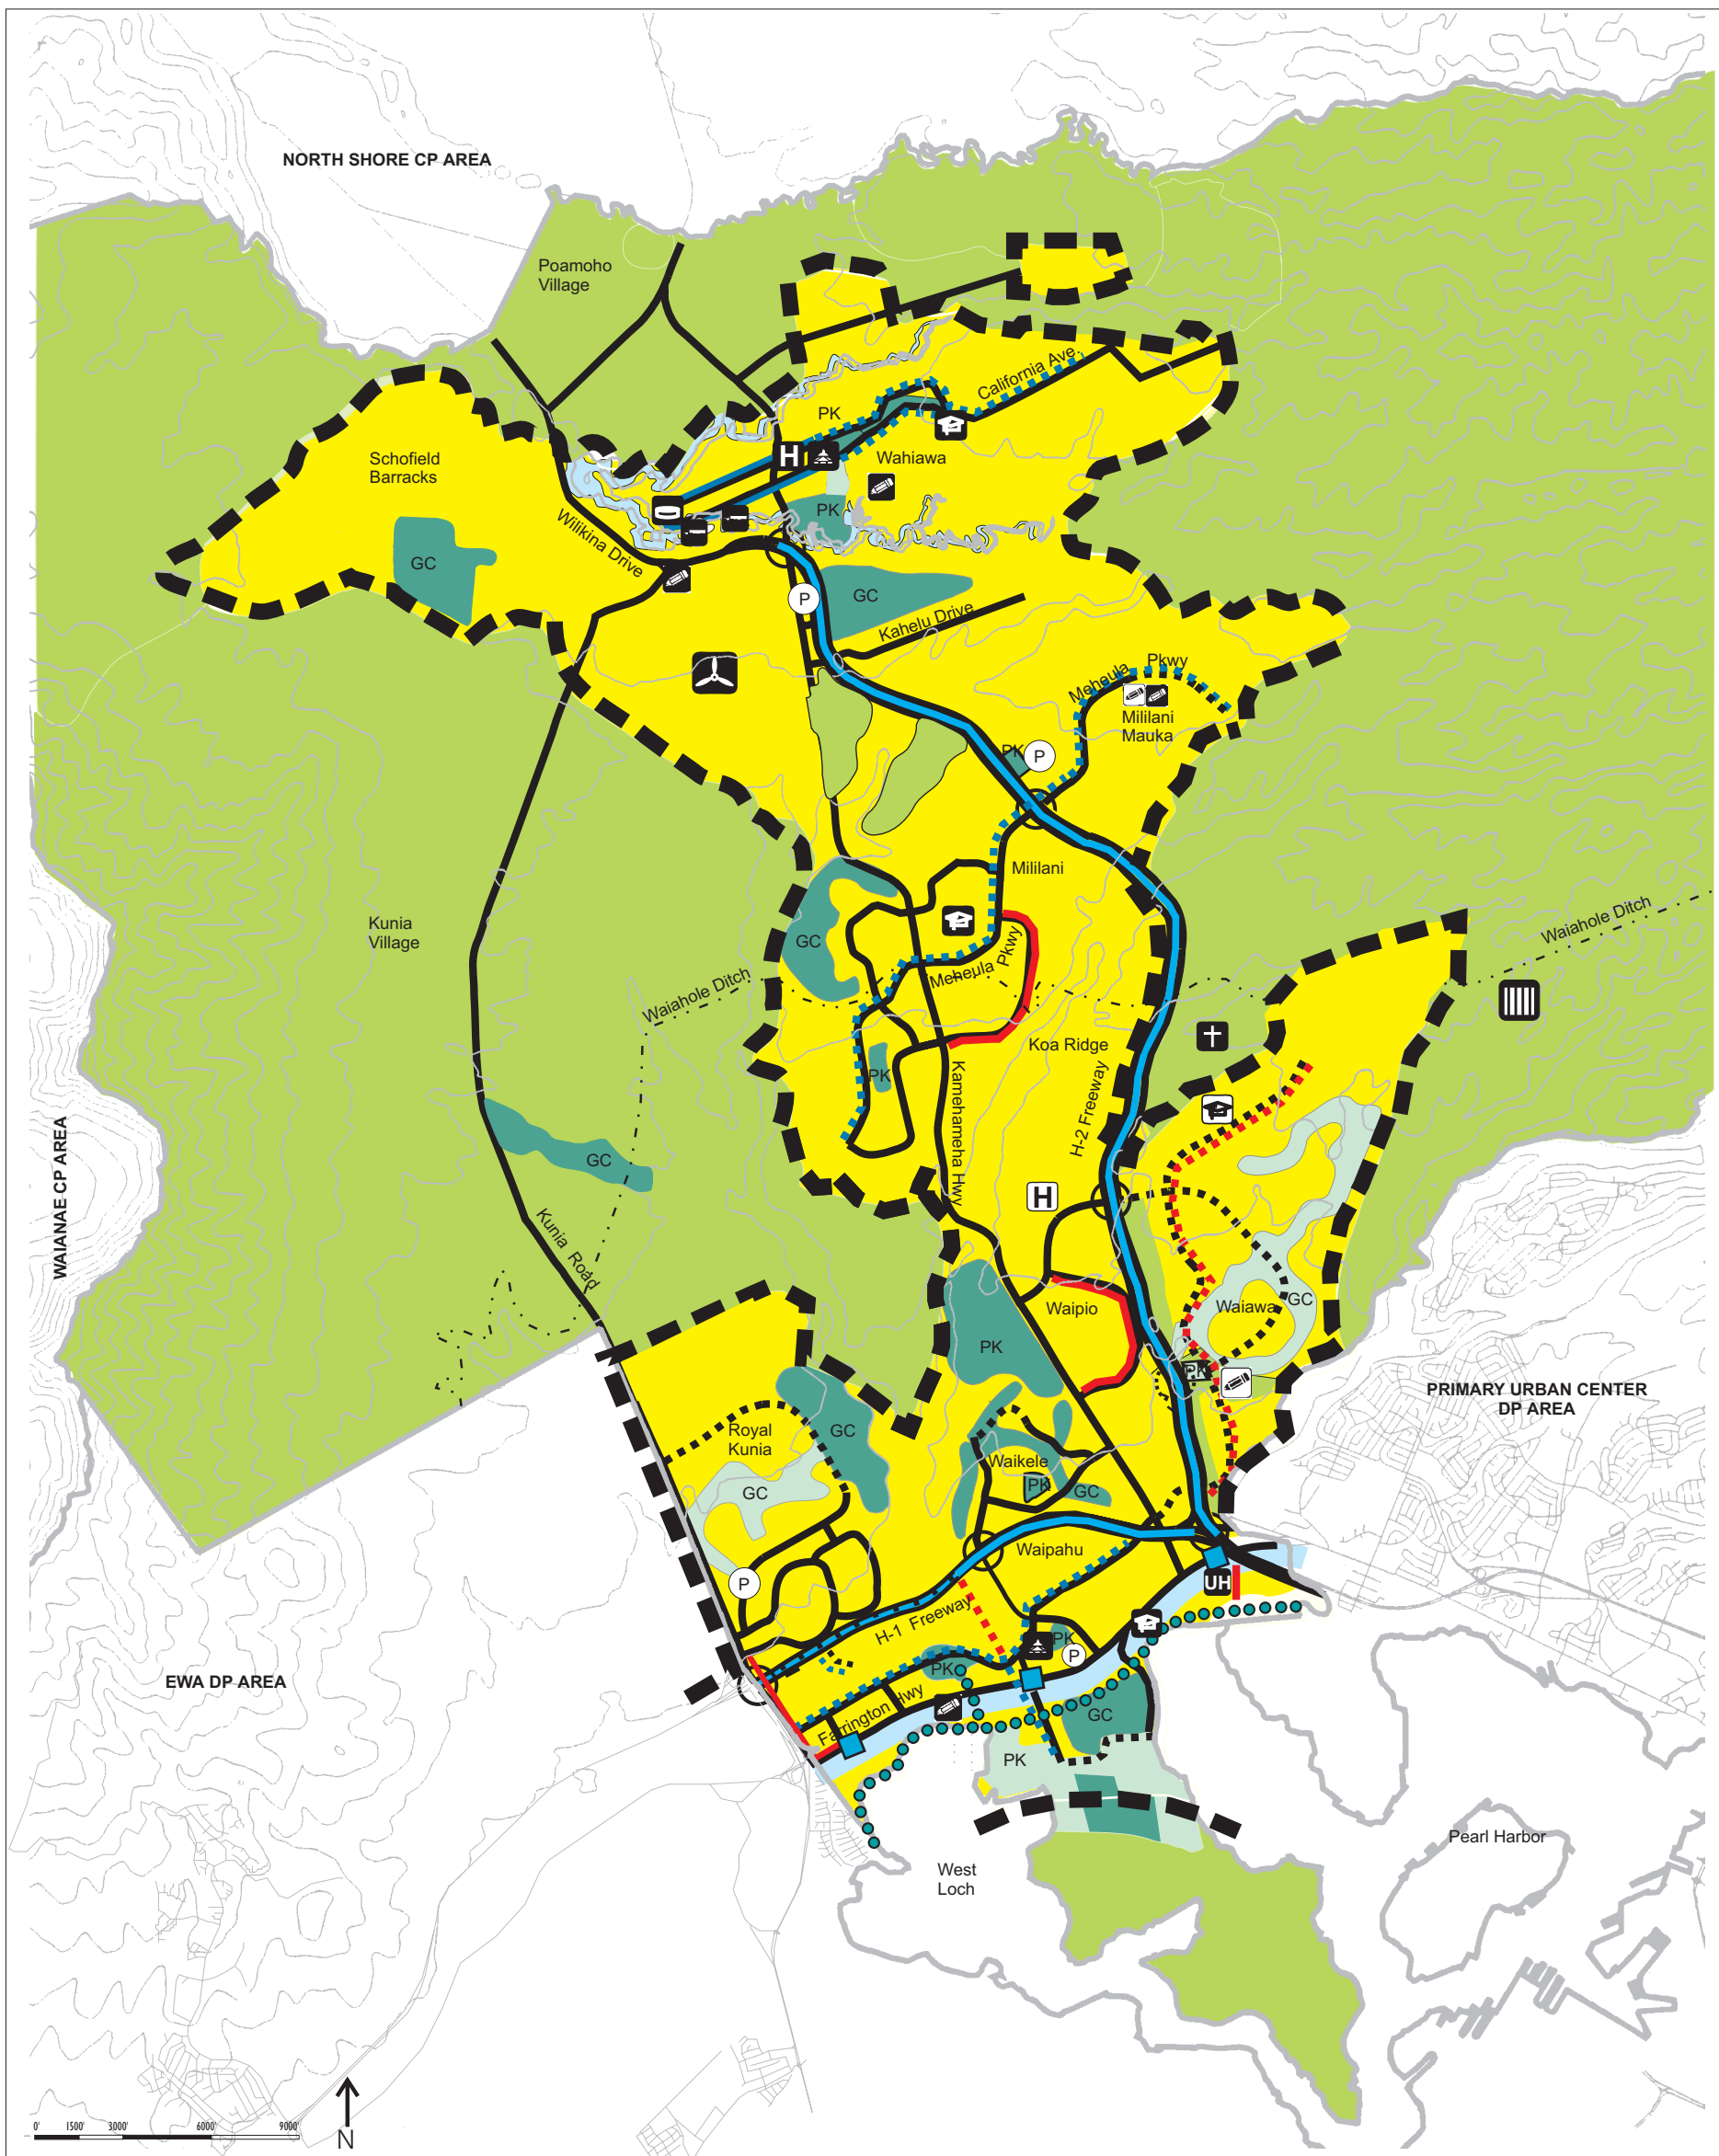 NORTH SHORE CP AREA
Poamoho
Village
California Ave.
PK
Schofield
Barracks
H
Wahiawa
PK
Wilikina Drive
GC
P
GC
Kahelu Drive
Meheula Pkwy
Mililani
Mauka
PK
P
Mililani
Kunia
Village
GC
Waiahole Ditch
Waiahole Ditch
Meheula Pkwy
Koa Ridge
PK
Kamehameha Hwy
H-2 Freeway
WAIANAE CP AREA
GC
H
Kunia Road
Waipio
Waiawa
GC
PK
PK
PRIMARY URBAN CENTER
DP AREA
Royal
Kunia
GC
Waikele
PK
GC
GC
Waipahu
P
UH
H-1 Freeway
PK
P
PK
EWA DP AREA
Farrington Hwy
GC
PK
Pearl Harbor
West
Loch
0' 1500' 3000' 6000' 9000'
N